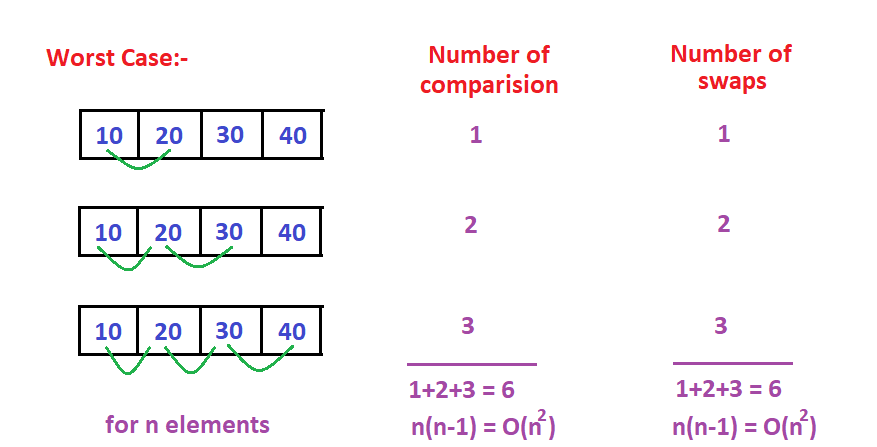 Worst Case:-
Number of
comparision
Number of
swaps
10 20 30 40
1
1
10 20 30 40
2
2
10 20 30 40
3
3
1+2+3 = 6
1+2+3 = 6
for n elements
n(n-1) = O(n²)
n(n-1) = O(n²)